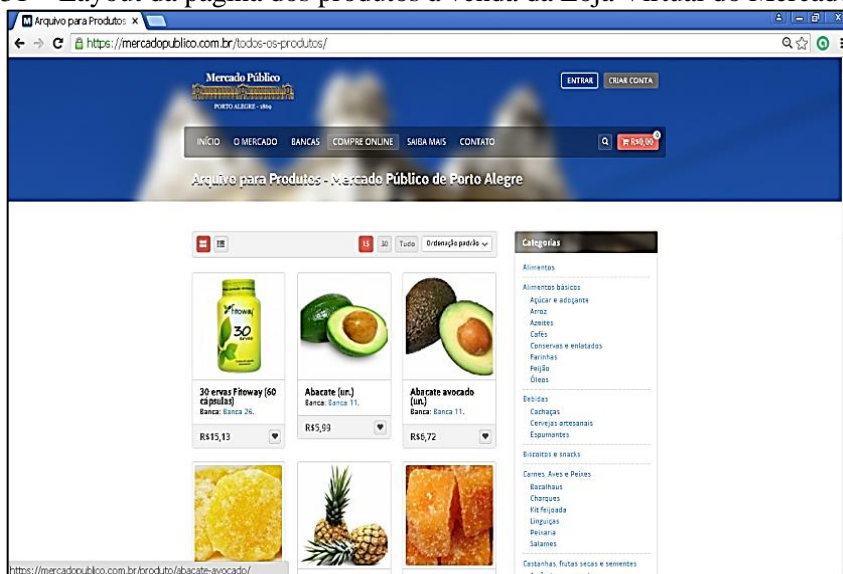 Layout da página dos produtos à venda da Loja Virtual do
Arquivo para Produtos ×
https://mercadopublico.com.br/todos-os-produtos/
Mercado Público
PORTO ALEGRE - 1869
ENTRAR CRIAR CONTA
INÍCIO O MERCADO BANCAS COMPRE ONLINE SAIBA MAIS CONTATO
R$0,00 0
Arquivo para Produtos - Mercado Público de Porto Alegre
15 30 Tudo Ordenação padrão
Fitoway
30
ervas
30 ervas Fitoway (60
cápsulas)
Banca: Banca 26.
R$15,13
Abacate (un.)
Banca: Banca 11.
R$5,99
Abacate avocado
(un.)
Banca: Banca 11.
R$6,72
Categorias
Alimentos
Alimentos básicos
Açúcar e adoçante
Arroz
Azeites
Cafés
Conservas e enlatados
Farinhas
Feijão
Óleos
Bebidas
Cachaças
Cervejas artesanais
Espumantes
Biscoitos e snacks
Carnes, Aves e Peixes
Bacalhaus
Charques
Kit feijoada
Linguiças
Peixaria
Salames
Castanhas, frutas secas e sementes
https://mercadopublico.com.br/produto/abacate-avocado/